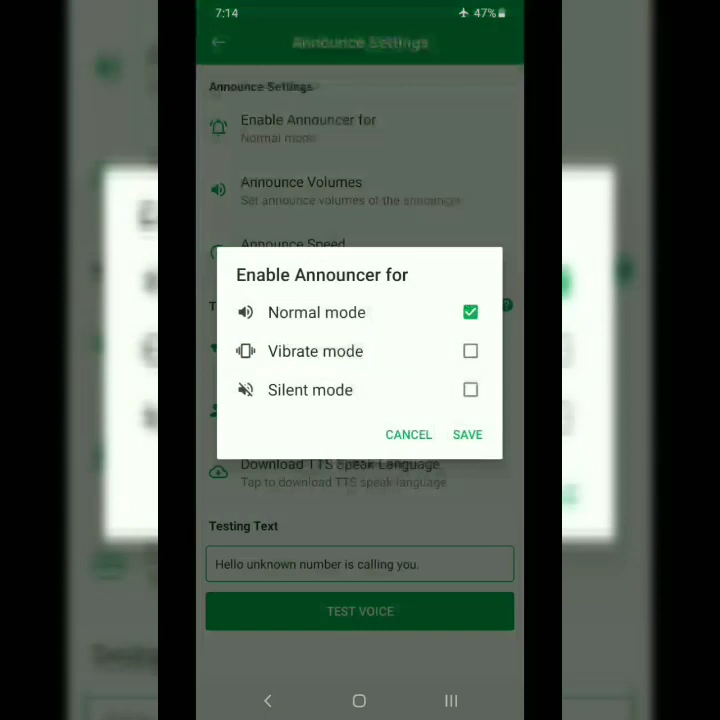 7:14
47%
Announce Settings
Announce Settings
Enable Announcer for
Normal mode
Announce Volumes
Set announce volumes of the announcer
Announce Speed
Enable Announcer for
Normal mode
Vibrate mode
Silent mode
CANCEL SAVE
Download TTS Speak Language
Tap to download TTS speak language
Testing Text
Hello unknown number is calling you.
TEST VOICE